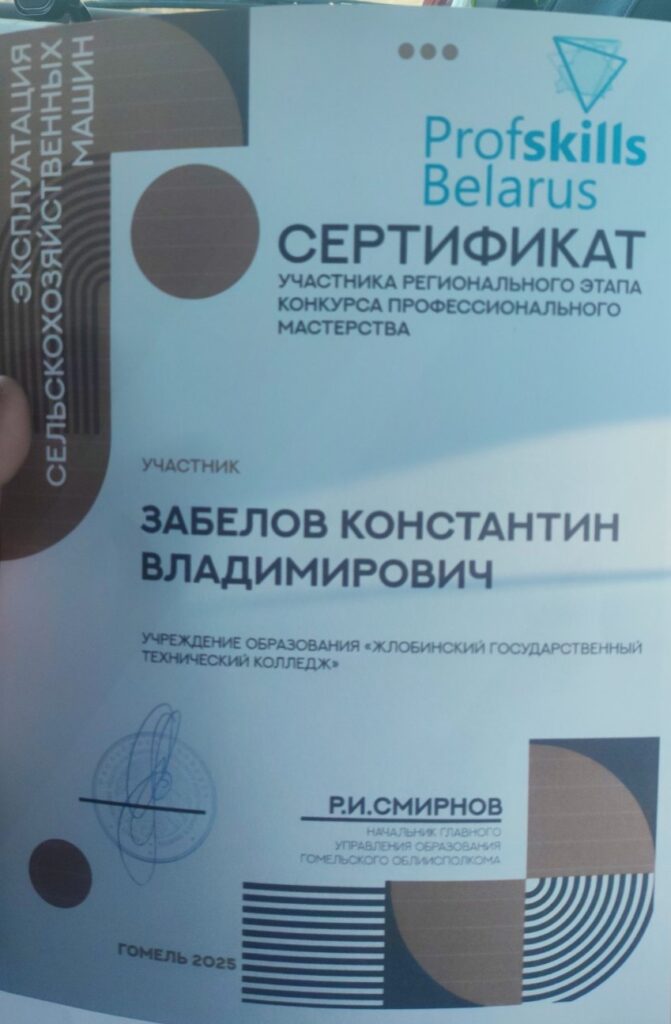 ЭКСПЛУАТАЦИЯ
СЕЛЬСКОХОЗЯЙСТВЕННЫХ
МАШИН
Profskills
Belarus
СЕРТИФИКАТ
УЧАСТНИКА РЕГИОНАЛЬНОГО ЭТАПА
КОНКУРСА ПРОФЕССИОНАЛЬНОГО
МАСТЕРСТВА
УЧАСТНИК
ЗАБЕЛОВ КОНСТАНТИН
ВЛАДИМИРОВИЧ
УЧРЕЖДЕНИЕ ОБРАЗОВАНИЯ «ЖЛОБИНСКИЙ ГОСУДАРСТВЕННЫЙ
ТЕХНИЧЕСКИЙ КОЛЛЕДЖ»
Р.И.СМИРНОВ
НАЧАЛЬНИК ГЛАВНОГО
УПРАВЛЕНИЯ ОБРАЗОВАНИЯ
ГОМЕЛЬСКОГО ОБЛИСПОЛКОМА
ГОМЕЛЬ 2025